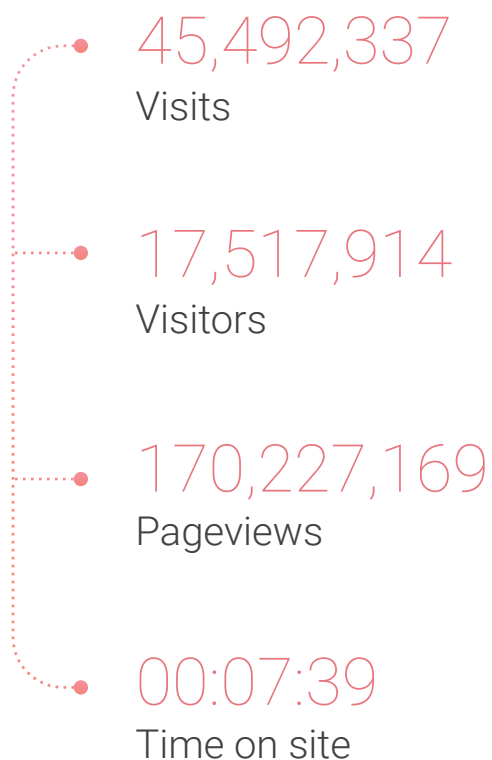 45,492,337
Visits
17,517,914
Visitors
170,227,169
Pageviews
00:07:39
Time on site